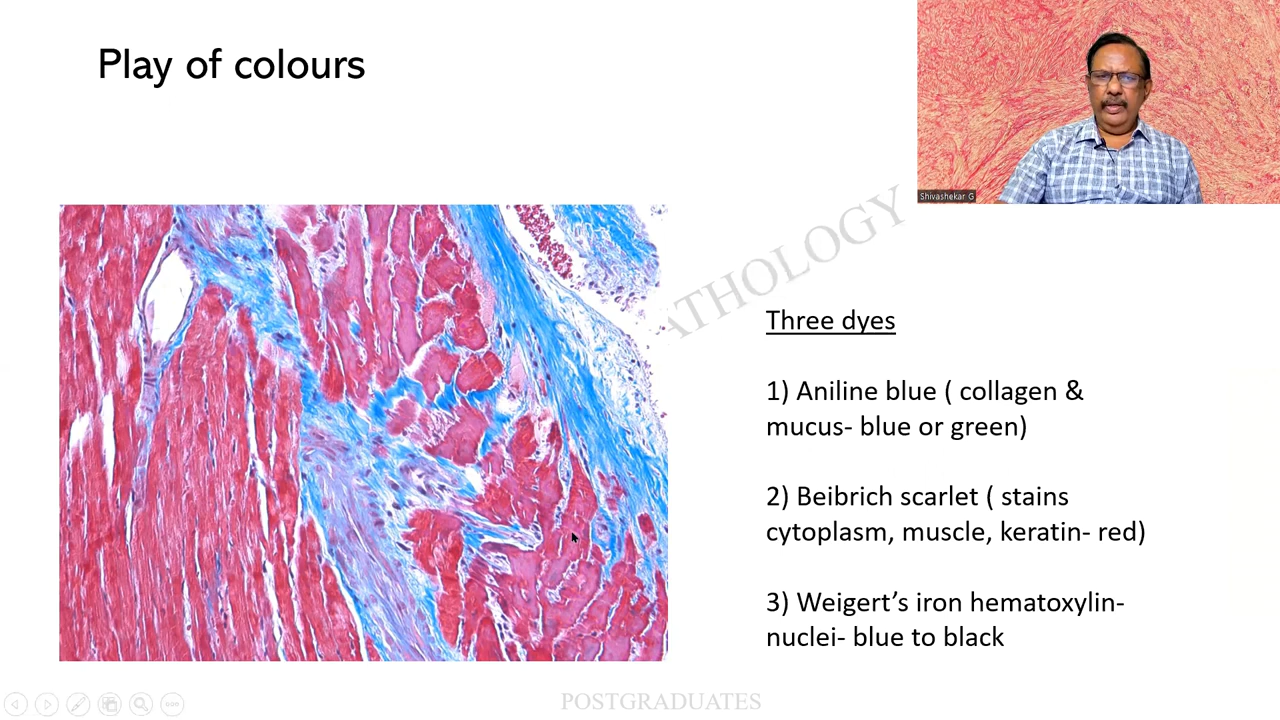 Play of colours
Shivashekar G
PATHOLOGY
Three dyes
1) Aniline blue ( collagen &
mucus- blue or green)
2) Beibrich scarlet ( stains
cytoplasm, muscle, keratin- red)
3) Weigert’s iron hematoxylin-
nuclei- blue to black
POSTGRADUATES